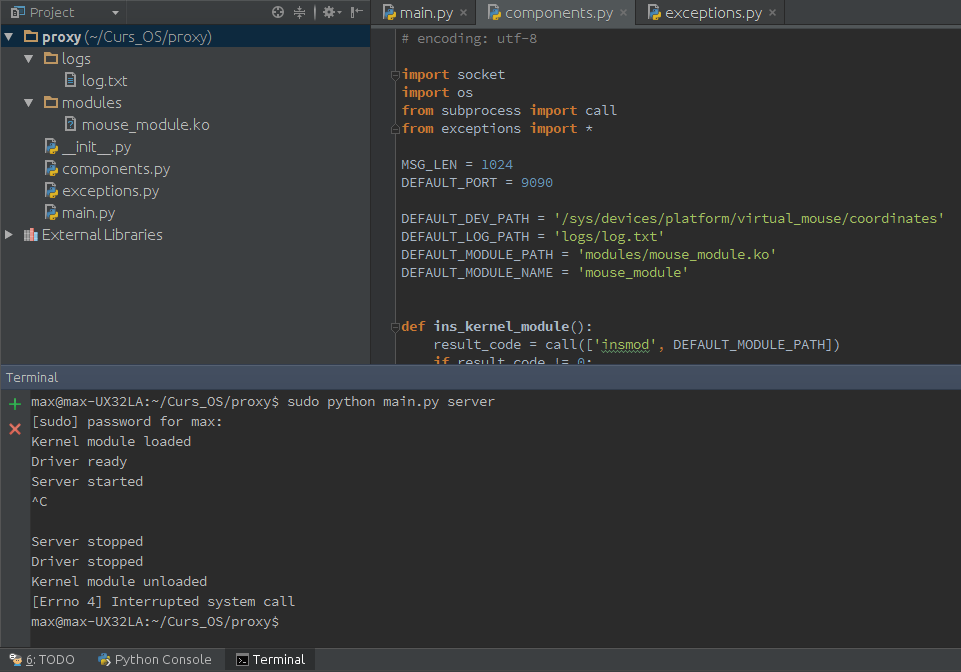 Project
main.py
components.py
exceptions.py
proxy (~/Curs_OS/proxy)
logs
log.txt
modules
mouse_module.ko
__init__.py
components.py
exceptions.py
main.py
External Libraries
# encoding: utf-8
import socket
import os
from subprocess import call
from exceptions import *
MSG_LEN = 1024
DEFAULT_PORT = 9090
DEFAULT_DEV_PATH = '/sys/devices/platform/virtual_mouse/coordinates'
DEFAULT_LOG_PATH = 'logs/log.txt'
DEFAULT_MODULE_PATH = 'modules/mouse_module.ko'
DEFAULT_MODULE_NAME = 'mouse_module'
def ins_kernel_module():
result_code = call(['insmod', DEFAULT_MODULE_PATH])
if result_code != 0:
Terminal
max@max-UX32LA:~/Curs_OS/proxy$ sudo python main.py server
[sudo] password for max:
Kernel module loaded
Driver ready
Server started
^C
Server stopped
Driver stopped
Kernel module unloaded
[Errno 4] Interrupted system call
max@max-UX32LA:~/Curs_OS/proxy$
6: TODO
Python Console
Terminal